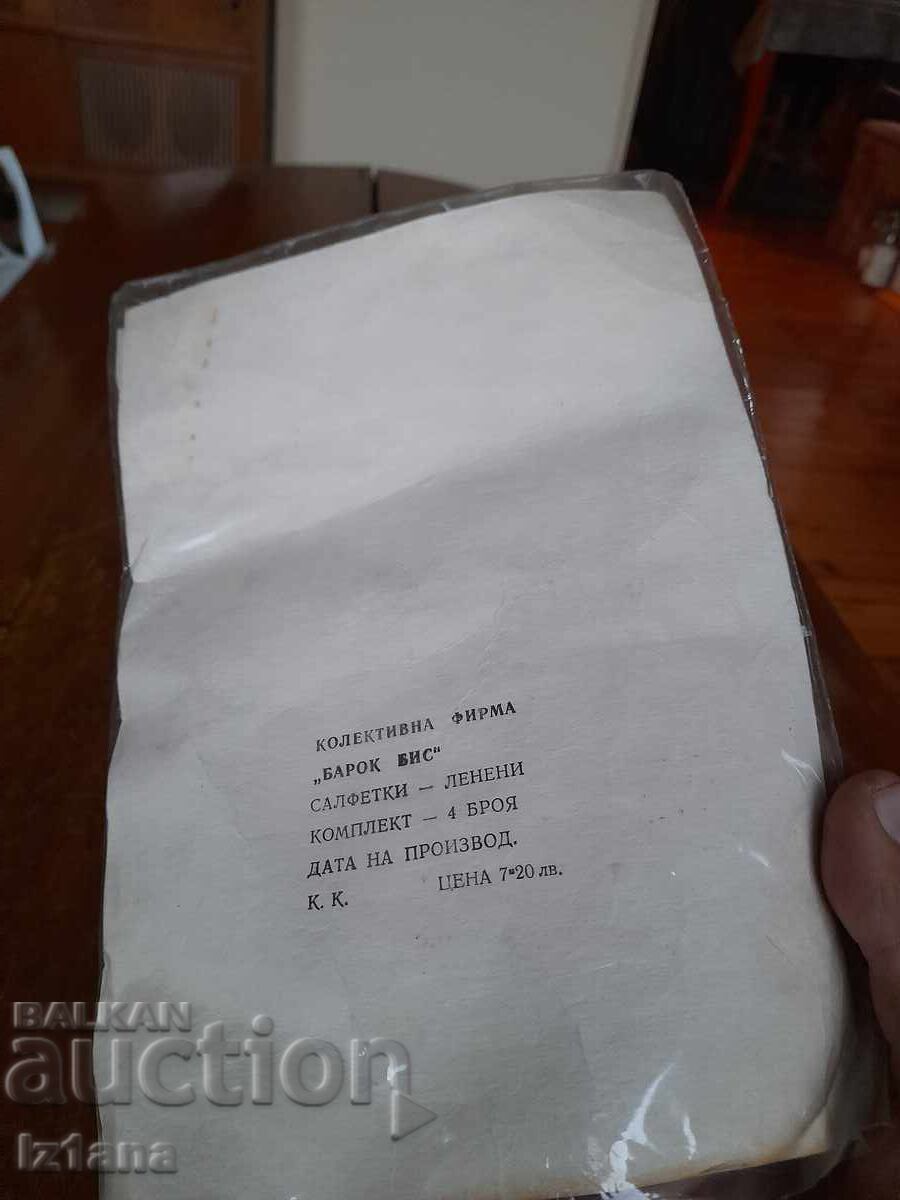 КОЛЕКТИВНА ФИРМА
„БАРОК БИС“
САЛФЕТКИ — ЛЕНЕНИ
КОМПЛЕКТ — 4 БРОЯ
ДАТА НА ПРОИЗВОД.
К. К. ЦЕНА 7=20 лв.
BALKAN
auction
Iz1ana